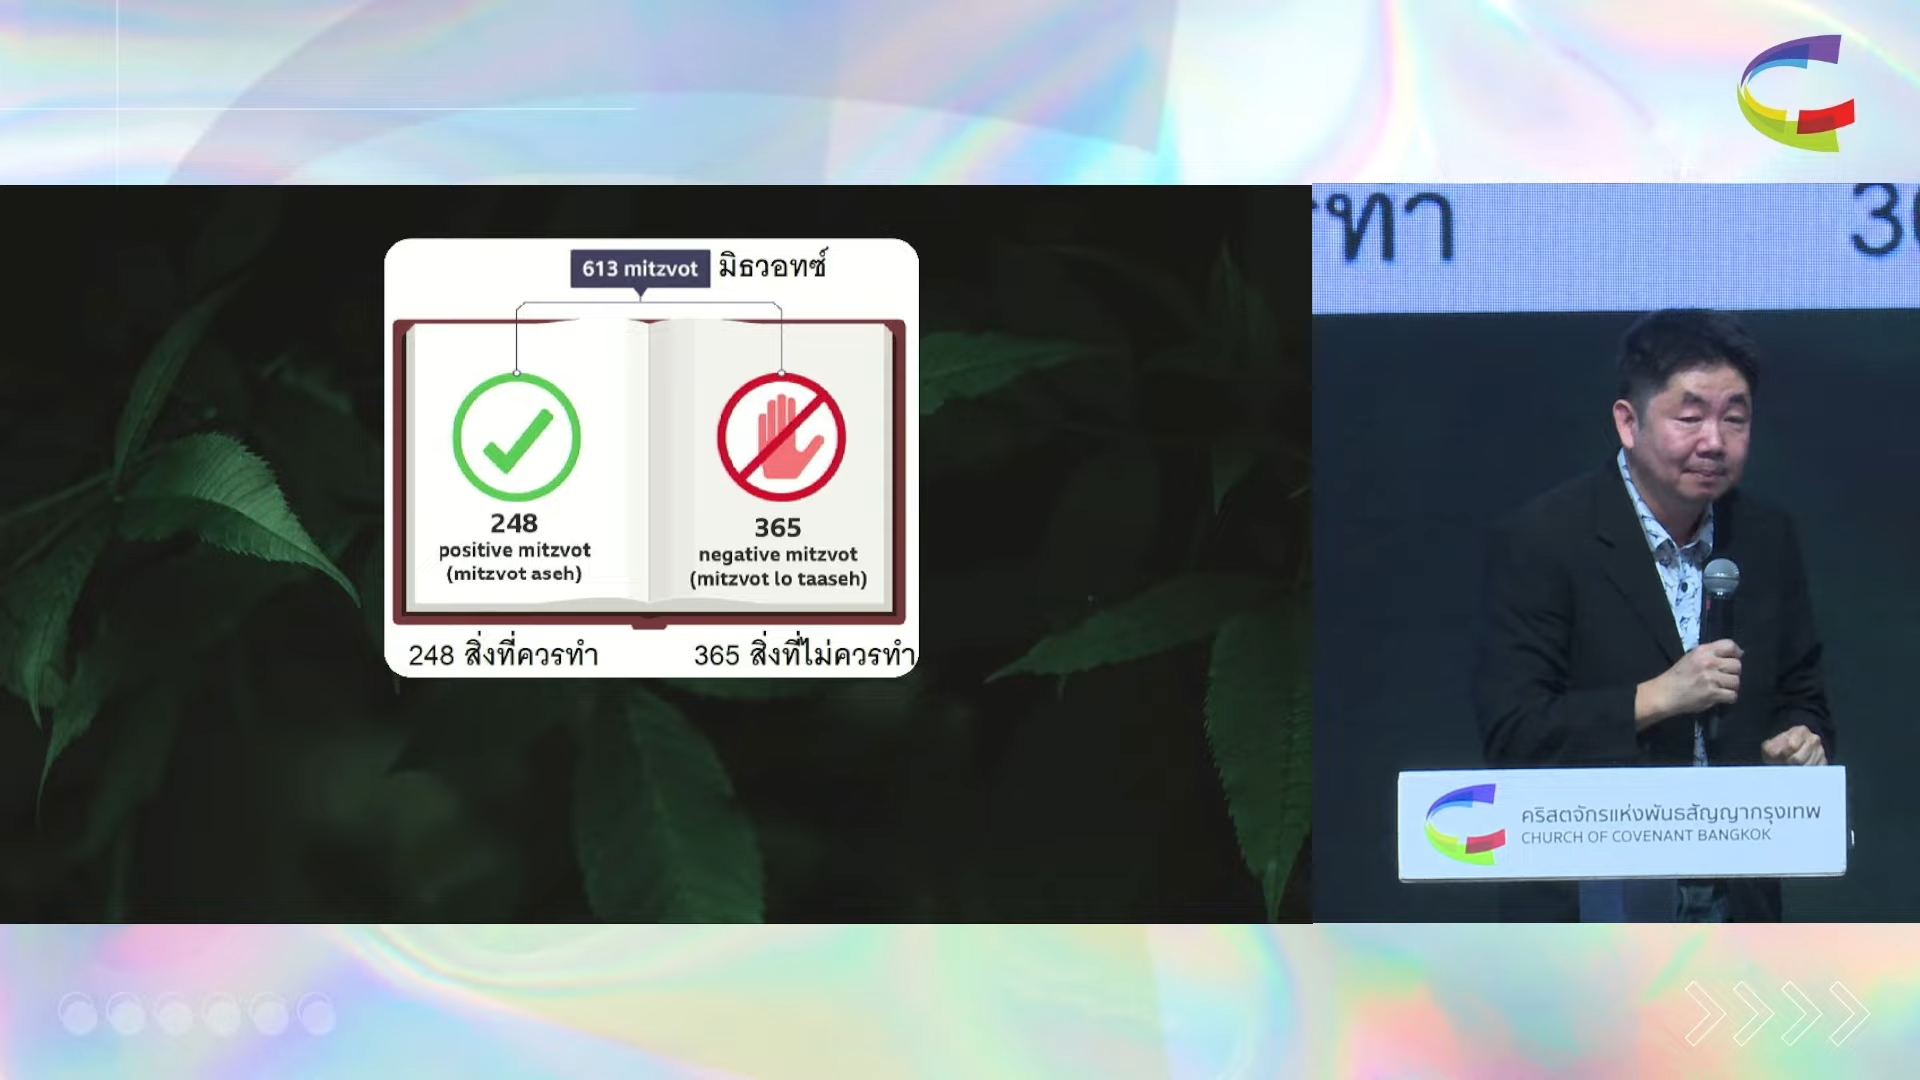 613 mitzvot มิธวอทซ์
248
positive mitzvot
(mitzvot aseh)
365
negative mitzvot
(mitzvot lo taaseh)
248 สิ่งที่ควรทำ
365 สิ่งที่ไม่ควรทำ
คริสตจักรแห่งพันธสัญญากรุงเทพ
CHURCH OF COVENANT BANGKOK